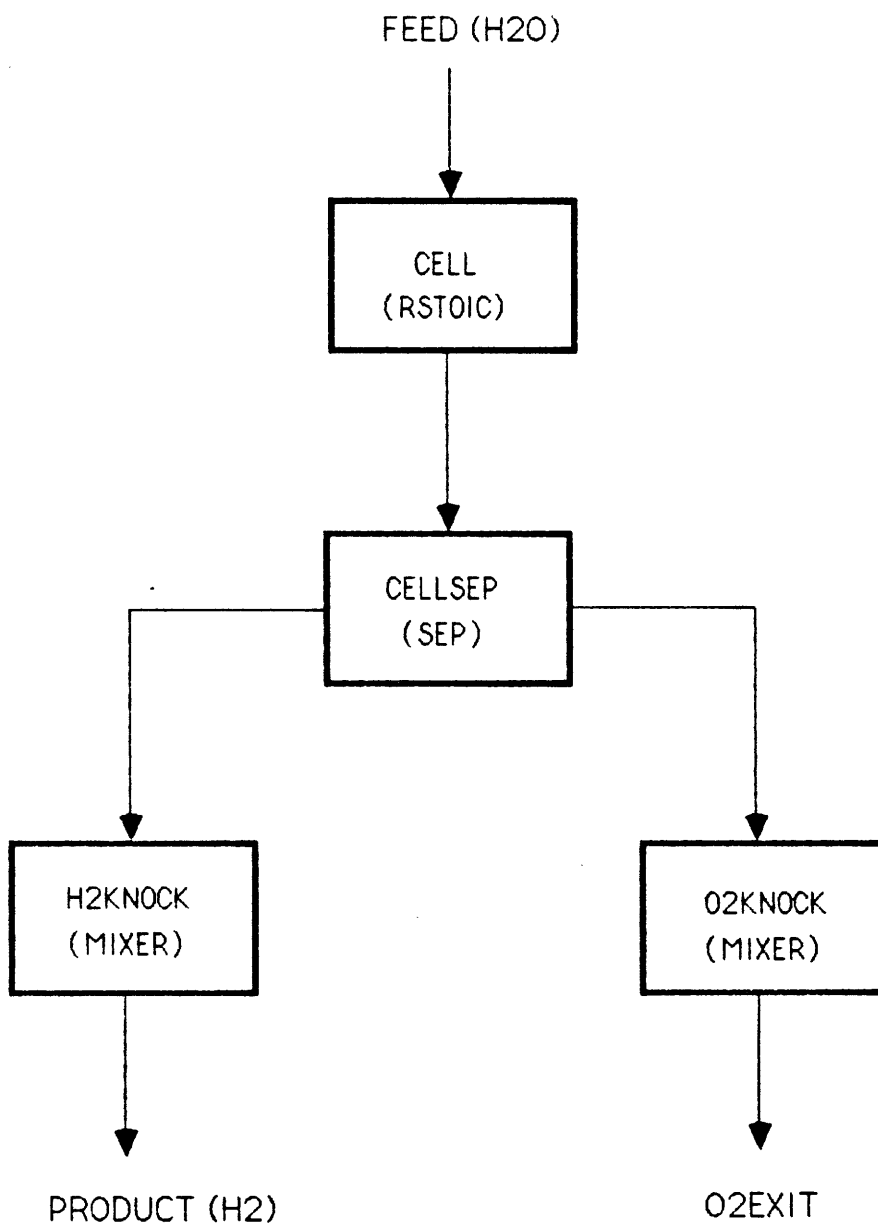 FEED (H2O)
CELL
(RSTOIC)
CELLSEP
(SEP)
H2KNOCK
(MIXER)
O2KNOCK
(MIXER)
PRODUCT (H2)
O2EXIT